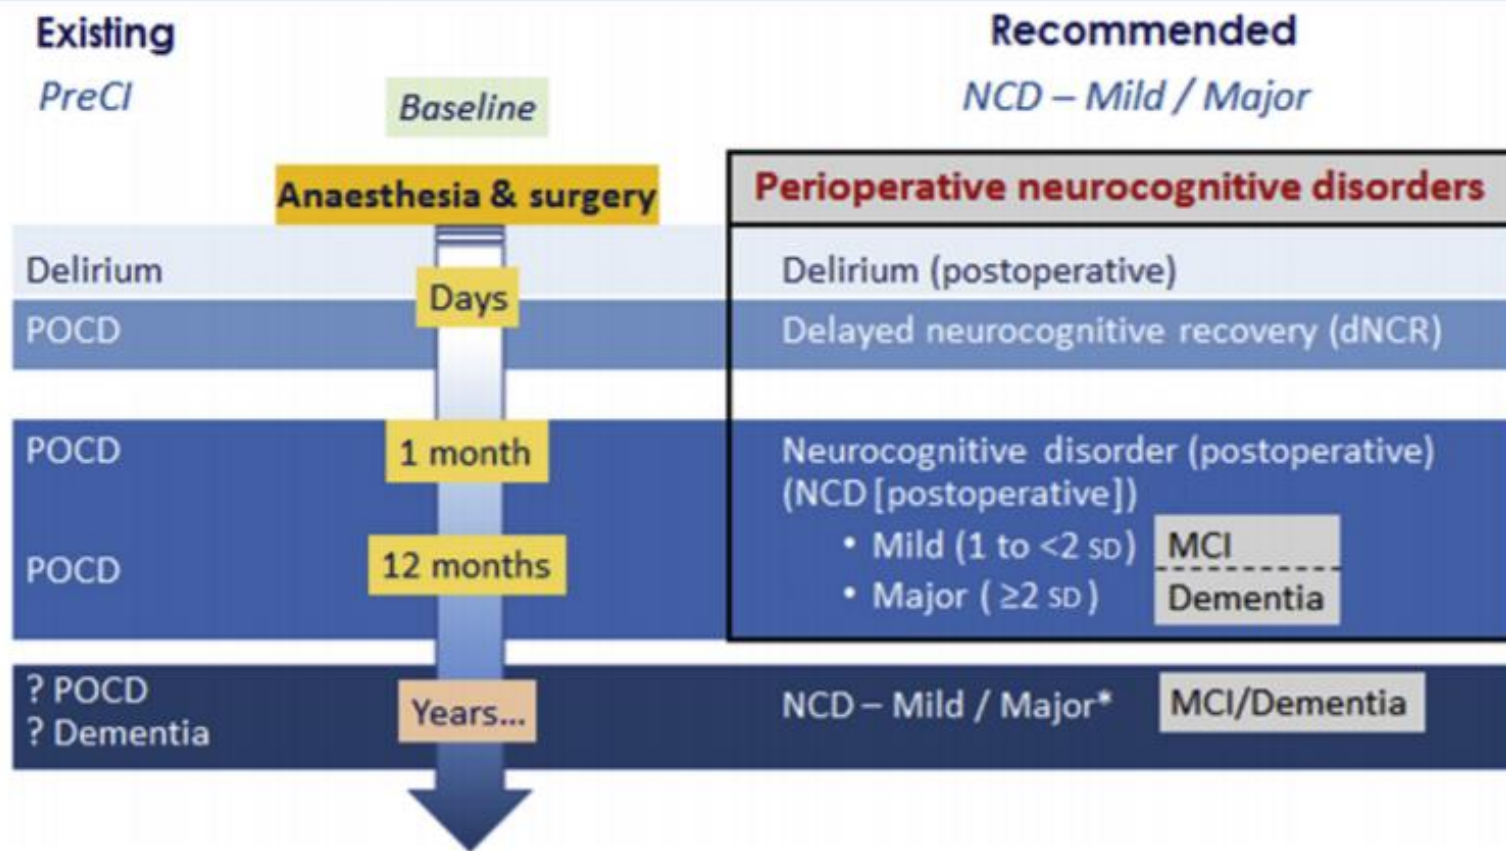 Existing
Recommended
PreCI
Baseline
NCD – Mild / Major
Anaesthesia & surgery
Perioperative neurocognitive disorders
Delirium
Days
Delirium (postoperative)
POCD
Delayed neurocognitive recovery (dNCR)
POCD
1 month
Neurocognitive disorder (postoperative)
(NCD [postoperative])
• Mild (1 to <2 SD)
MCI
POCD
12 months
• Major ( ≥2 SD)
Dementia
? POCD
? Dementia
Years...
NCD – Mild / Major*
MCI/Dementia